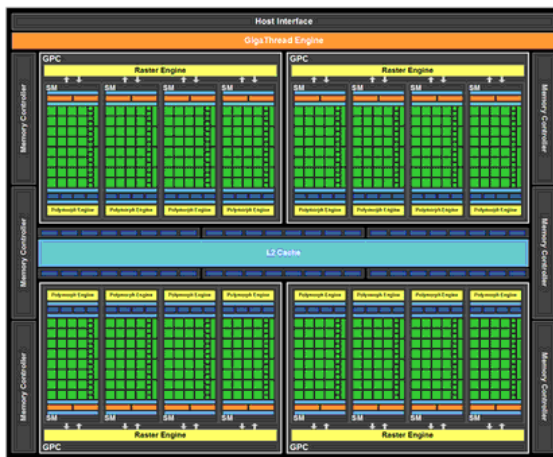 Host Interface
GigaThread Engine
GPC
GPC
Raster Engine
Raster Engine
SM SM SM SM
SM SM SM SM
Memory Controller
Memory Controller
Polymorph Engine Polymorph Engine Polymorph Engine Polymorph Engine
Polymorph Engine Polymorph Engine Polymorph Engine Polymorph Engine
Memory Controller
L2 Cache
Memory Controller
Polymorph Engine Polymorph Engine Polymorph Engine Polymorph Engine
Polymorph Engine Polymorph Engine Polymorph Engine Polymorph Engine
Memory Controller
Memory Controller
SM SM SM SM
SM SM SM SM
Raster Engine
Raster Engine
GPC
GPC